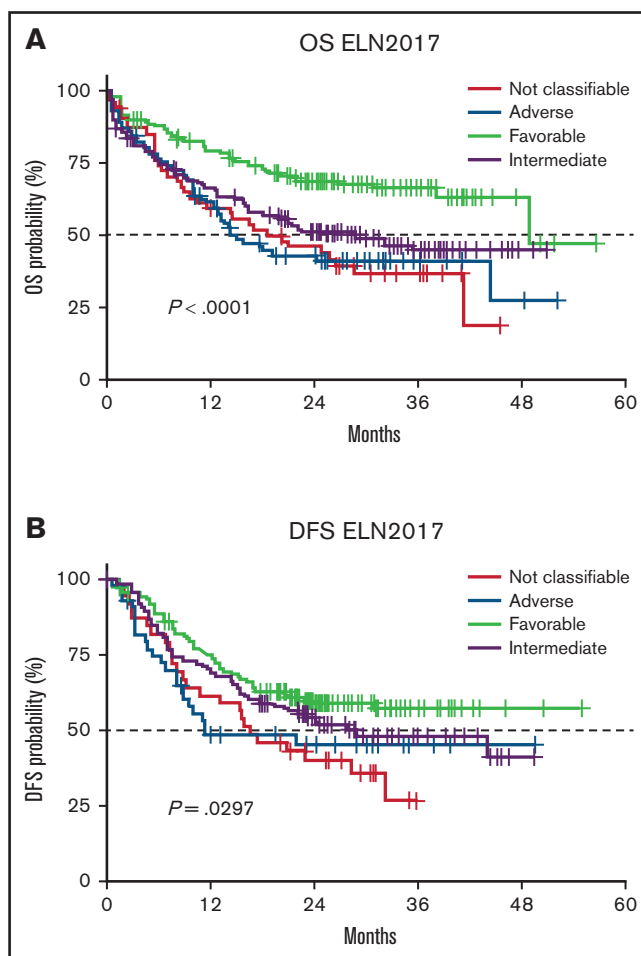 A
OS ELN2017
100
75
50
25
0
OS probability (%)
Not classifiable
Adverse
Favorable
Intermediate
P < .0001
0 12 24 36 48 60
Months
B
DFS ELN2017
100
75
50
25
0
DFS probability (%)
Not classifiable
Adverse
Favorable
Intermediate
P = .0297
0 12 24 36 48 60
Months